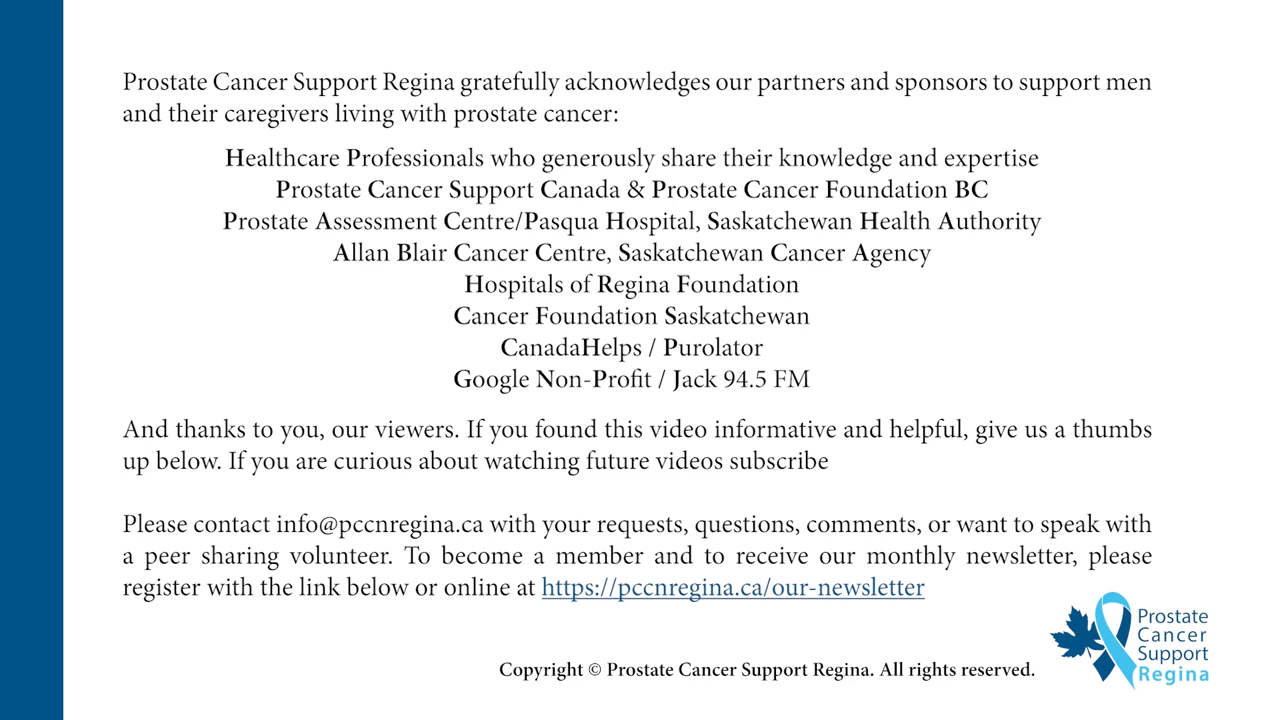 Prostate Cancer Support Regina gratefully acknowledges our partners and sponsors to support men
and their caregivers living with prostate cancer:
Healthcare Professionals who generously share their knowledge and expertise
Prostate Cancer Support Canada & Prostate Cancer Foundation BC
Prostate Assessment Centre/Pasqua Hospital, Saskatchewan Health Authority
Allan Blair Cancer Centre, Saskatchewan Cancer Agency
Hospitals of Regina Foundation
Cancer Foundation Saskatchewan
CanadaHelps / Purolator
Google Non-Profit / Jack 94.5 FM
And thanks to you, our viewers. If you found this video informative and helpful, give us a thumbs
up below. If you are curious about watching future videos subscribe
Please contact info@pccnregina.ca with your requests, questions, comments, or want to speak with
a peer sharing volunteer. To become a member and to receive our monthly newsletter, please
register with the link below or online at https://pccnregina.ca/our-newsletter
Prostate
Cancer
Support
Regina
Copyright © Prostate Cancer Support Regina. All rights reserved.